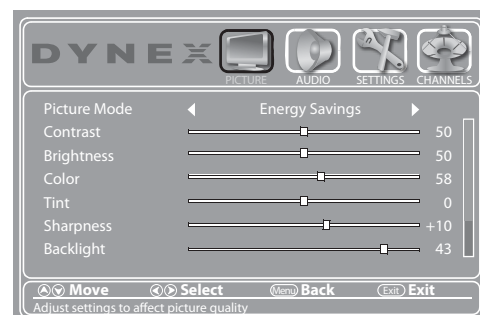 DYNEX
PICTURE AUDIO SETTINGS CHANNELS
Picture Mode Energy Savings
Contrast 50
Brightness 50
Color 58
Tint 0
Sharpness +10
Backlight 43
Move Select Menu Back Exit Exit
Adjust settings to affect picture quality